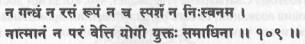 न गन्धं न रसं रूपं न च स्पर्शं न निःस्वनम ।
नात्मानं न परं वेत्ति योगी युक्तः समाधिना ।। १०९ ।।